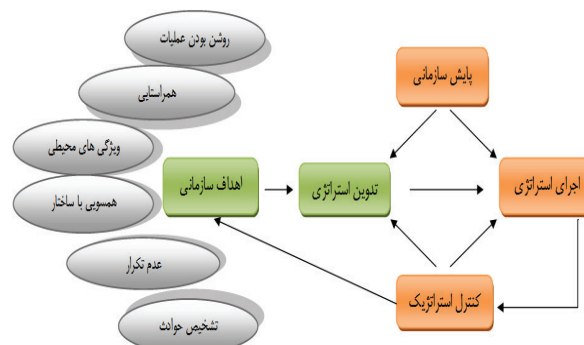 روشن بودن عملیات
همراستایی
ویژگی های محیطی
همسویی با ساختار
عدم تکرار
تشخیص حوادث
اهداف سازمانی
تدوین استراتژی
پایش سازمانی
اجرای استراتژی
کنترل استراتژیک